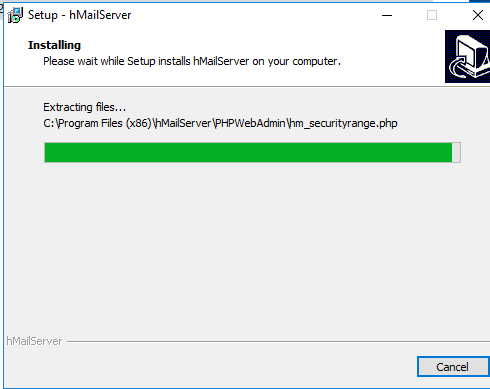 Setup - hMailServer
Installing
Please wait while Setup installs hMailServer on your computer.
Extracting files...
C:\Program Files (x86)\hMailServer\PHPWebAdmin\hm_securityrange.php
hMailServer
Cancel